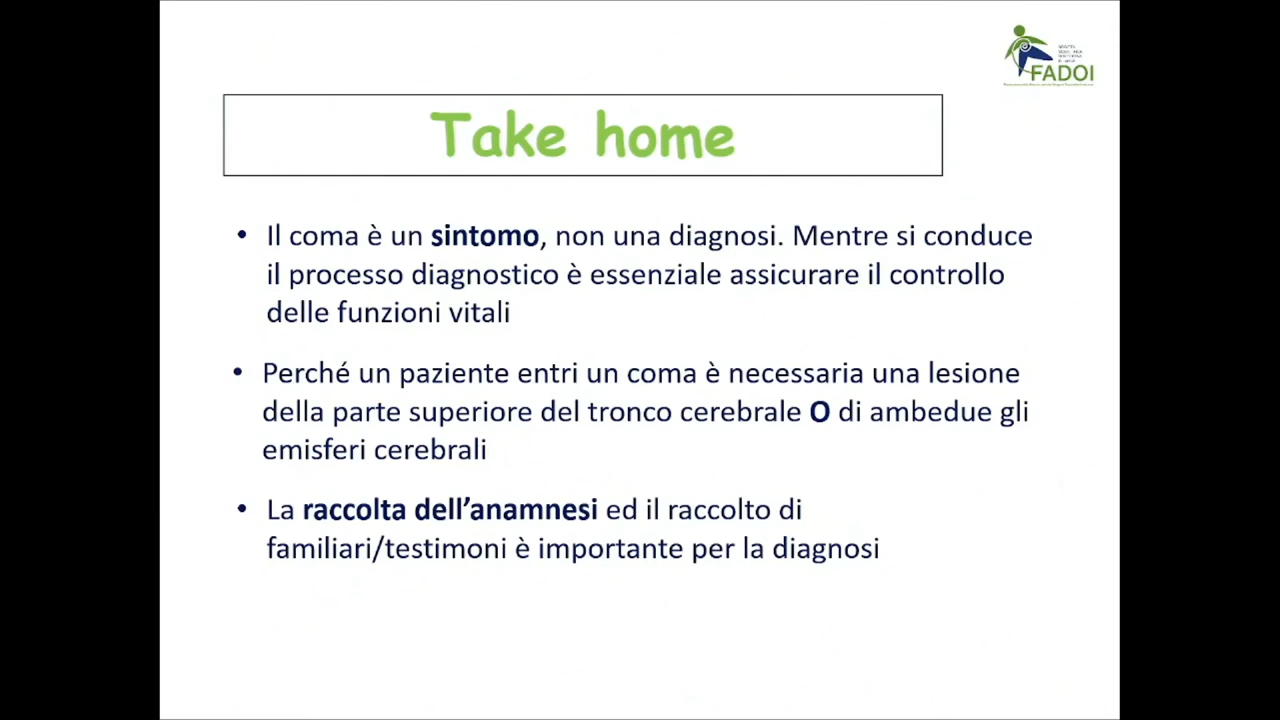 FADOI
Take home
• Il coma è un sintomo, non una diagnosi. Mentre si conduce
il processo diagnostico è essenziale assicurare il controllo
delle funzioni vitali
• Perché un paziente entri un coma è necessaria una lesione
della parte superiore del tronco cerebrale O di ambedue gli
emisferi cerebrali
• La raccolta dell’anamnesi ed il raccolto di
familiari/testimoni è importante per la diagnosi